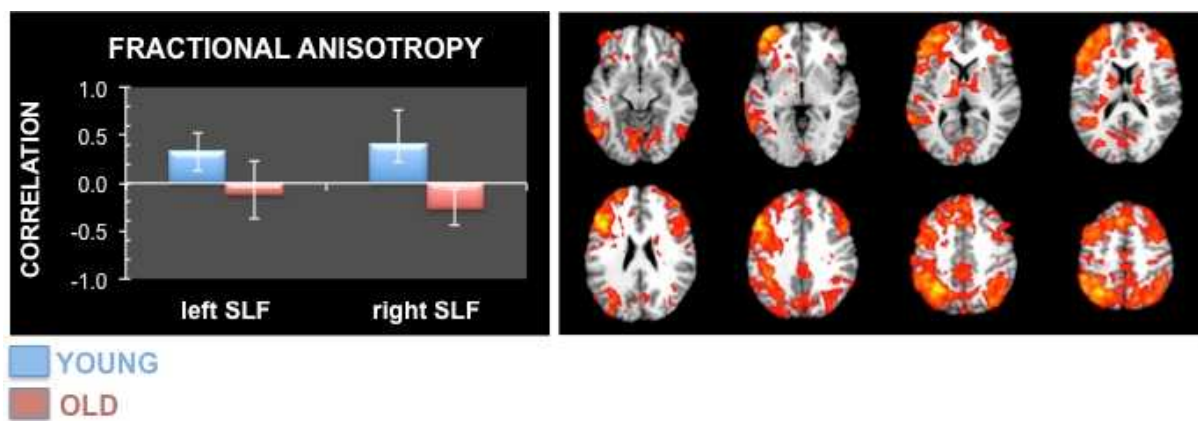 FRACTIONAL ANISOTROPY
CORRELATION
1.0
0.5
0.0
-0.5
-1.0
left SLF
right SLF
YOUNG
OLD